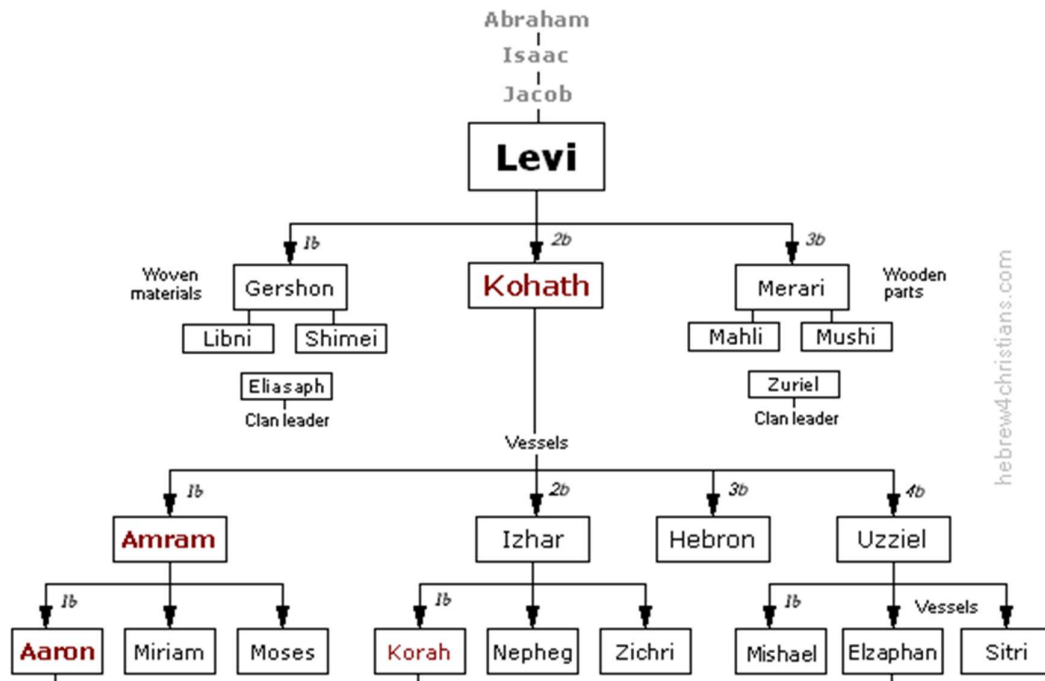 Abraham
Isaac
Jacob
Levi
1b
2b
3b
Woven
materials
Gershon
Kohath
Merari
Wooden
parts
Libni
Shimei
Mahli
Mushi
Eliasaph
Clan leader
Zuriel
Clan leader
hebrew4christians.com
Vessels
1b
2b
3b
4b
Amram
Izhar
Hebron
Uzziel
1b
1b
1b
Vessels
Aaron
Miriam
Moses
Korah
Nepheg
Zichri
Mishael
Elzaphan
Sitri